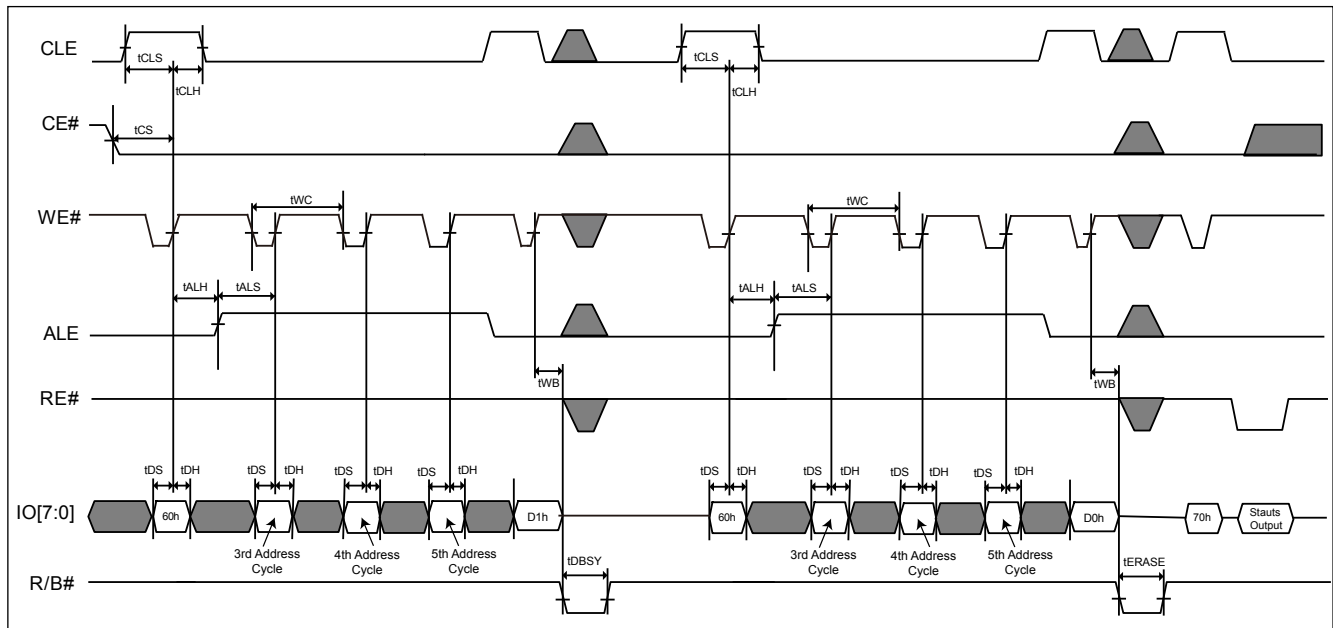 CLE
tCLS
tCLH
tCLS
tCLH
CE#
tCS
WE#
tWC
tWC
tALH
tALS
tALH
tALS
ALE
tWB
tWB
RE#
tDS
tDH
tDS
tDH
tDS
tDH
tDS
tDH
tDS
tDH
tDS
tDH
tDS
tDH
tDS
tDH
IO[7:0]
60h
D1h
60h
D0h
70h
Stauts
Output
3rd Address
Cycle
4th Address
Cycle
5th Address
Cycle
3rd Address
Cycle
4th Address
Cycle
5th Address
Cycle
tDBSY
tERASE
R/B#